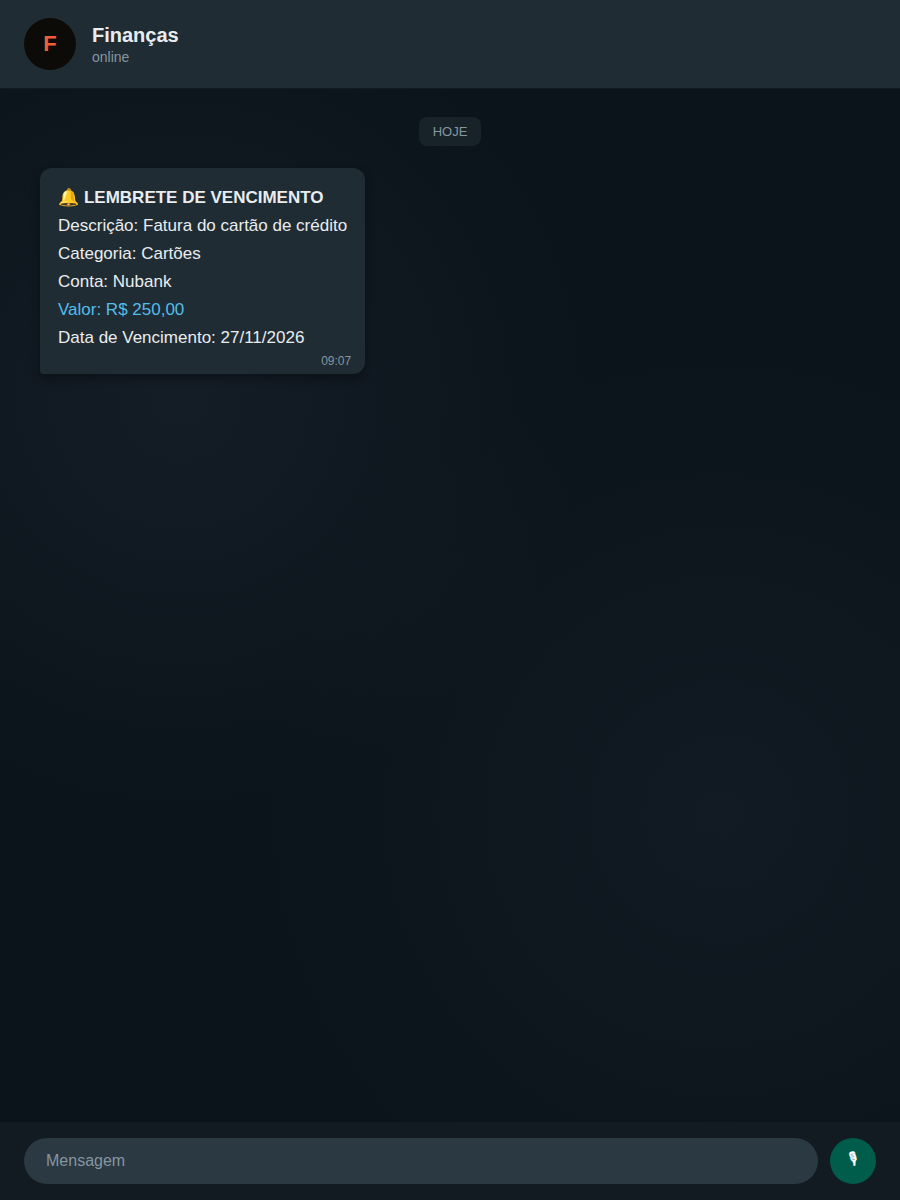 F
Finanças
online
HOJE
🔔 LEMBRETE DE VENCIMENTO
Descrição: Fatura do cartão de crédito
Categoria: Cartões
Conta: Nubank
Valor: R$ 250,00
Data de Vencimento: 27/11/2026
09:07
Mensagem